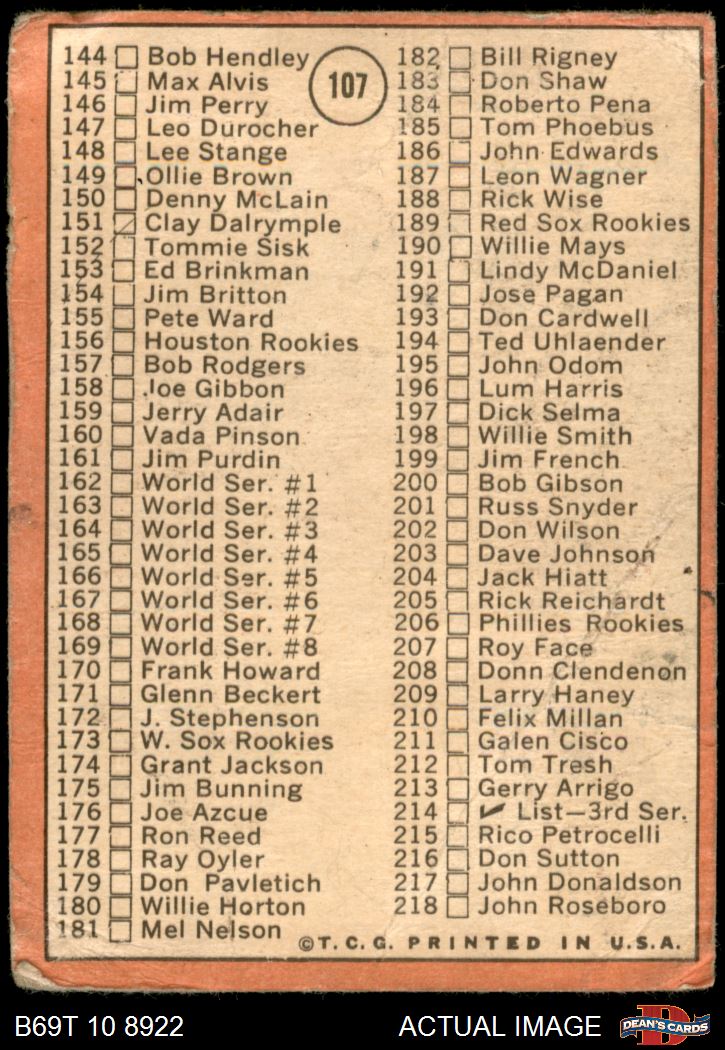 107
144 Bob Hendley
145 Max Alvis
146 Jim Perry
147 Leo Durocher
148 Lee Stange
149 Ollie Brown
150 Denny McLain
151 Clay Dalrymple
152 Tommie Sisk
153 Ed Brinkman
154 Jim Britton
155 Pete Ward
156 Houston Rookies
157 Bob Rodgers
158 Joe Gibbon
159 Jerry Adair
160 Vada Pinson
161 Jim Purdin
162 World Ser. #1
163 World Ser. #2
164 World Ser. #3
165 World Ser. #4
166 World Ser. #5
167 World Ser. #6
168 World Ser. #7
169 World Ser. #8
170 Frank Howard
171 Glenn Beckert
172 J. Stephenson
173 W. Sox Rookies
174 Grant Jackson
175 Jim Bunning
176 Joe Azcue
177 Ron Reed
178 Ray Oyler
179 Don Pavletich
180 Willie Horton
181 Mel Nelson
182 Bill Rigney
183 Don Shaw
184 Roberto Pena
185 Tom Phoebus
186 John Edwards
187 Leon Wagner
188 Rick Wise
189 Red Sox Rookies
190 Willie Mays
191 Lindy McDaniel
192 Jose Pagan
193 Don Cardwell
194 Ted Uhlaender
195 John Odom
196 Lum Harris
197 Dick Selma
198 Willie Smith
199 Jim French
200 Bob Gibson
201 Russ Snyder
202 Don Wilson
203 Dave Johnson
204 Jack Hiatt
205 Rick Reichardt
206 Phillies Rookies
207 Roy Face
208 Donn Clendenon
209 Larry Haney
210 Felix Millan
211 Galen Cisco
212 Tom Tresh
213 Gerry Arrigo
214 ✓ List—3rd Ser.
215 Rico Petrocelli
216 Don Sutton
217 John Donaldson
218 John Roseboro
©T.C.G. PRINTED IN U.S.A.
B69T 10 8922
ACTUAL IMAGE
D
DEAN'S CARDS